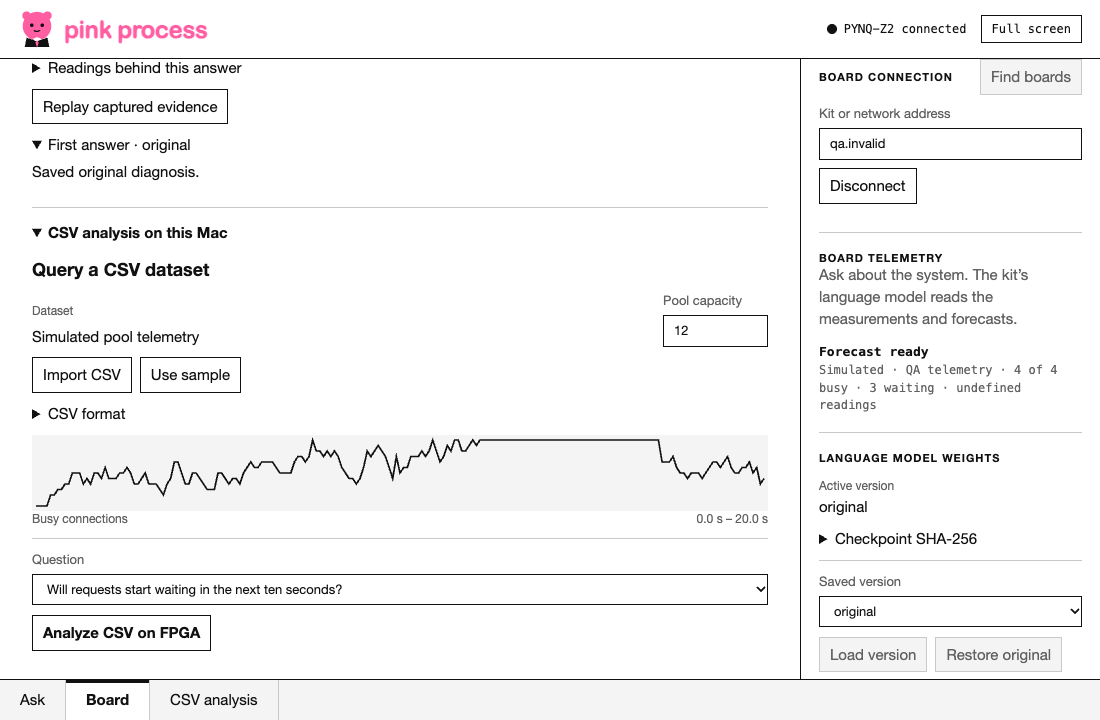 pink process
PYNQ-Z2 connected
Full screen
Readings behind this answer
Replay captured evidence
First answer · original
Saved original diagnosis.
CSV analysis on this Mac
Query a CSV dataset
Dataset
Simulated pool telemetry
Pool capacity
12
Import CSV
Use sample
CSV format
Busy connections
0.0 s – 20.0 s
Question
Will requests start waiting in the next ten seconds?
Analyze CSV on FPGA
BOARD CONNECTION
Find boards
Kit or network address
qa.invalid
Disconnect
BOARD TELEMETRY
Ask about the system. The kit's
language model reads the
measurements and forecasts.
Forecast ready
Simulated · QA telemetry · 4 of 4
busy · 3 waiting · undefined
readings
LANGUAGE MODEL WEIGHTS
Active version
original
Checkpoint SHA-256
Saved version
original
Load version
Restore original
Ask
Board
CSV analysis